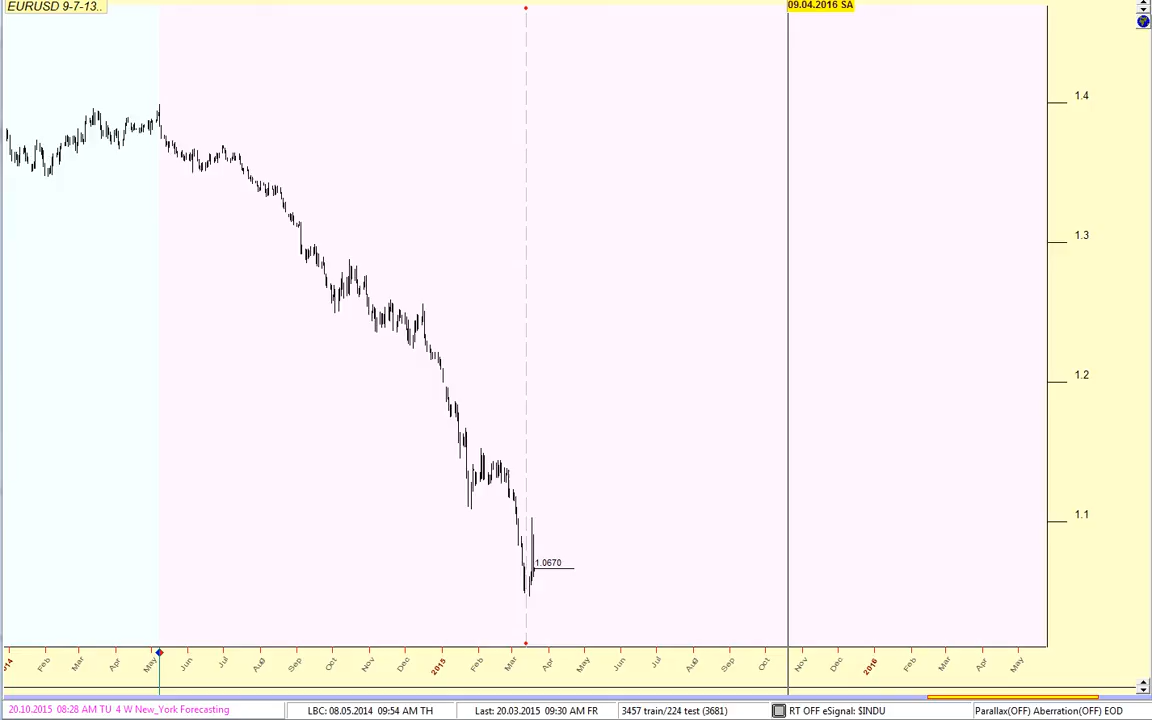 EURUSD 9-7-13..
09.04.2016 SA
1.4
1.3
1.2
1.1
1.0670
Feb Mar Apr May Jun Jul Aug Sep Oct Nov Dec 2015 Feb Mar Apr May Jun Jul Aug Sep Oct Nov Dec 2016 Feb Mar Apr May
20.10.2015 08:28 AM TU 4 W New_York Forecasting LBC: 08.05.2014 09:54 AM TH Last: 20.03.2015 09:30 AM FR 3457 train/224 test (3681) RT OFF eSignal: $INDU Parallax(OFF) Aberration(OFF) EOD